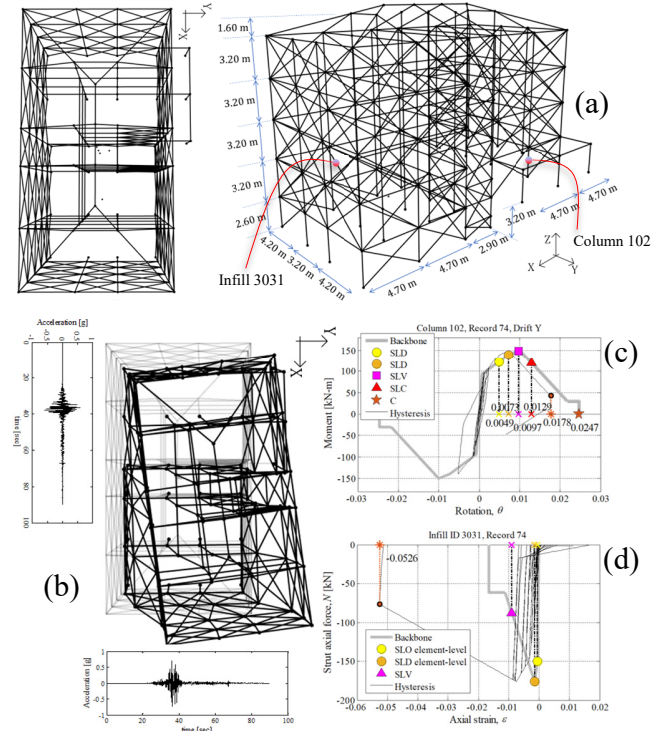 Y
X
1.60 m
3.20 m
3.20 m
3.20 m
3.20 m
2.60 m
4.20 m
3.20 m
4.20 m
4.70 m
4.70 m
2.90 m
3.20 m
4.70 m
4.70 m
Infill 3031
Column 102
Z
X
Y
(a)
Acceleration [g]
-1 -0.5 0 0.5 1
0
20
40
60
80
100
time [sec]
Y
X
(b)
Acceleration [g]
1
0.5
0
-0.5
-1
0 20 40 60 80 100
time [sec]
Column 102, Record 74, Drift Y
Backbone
SLD
SLD
SLV
SLC
C
Hysteresis
(c)
Moment [kN-m]
150
100
50
0
-50
-100
-150
0.0073
0.0129
0.0049
0.0097
0.0178
0.0247
-0.03 -0.02 -0.01 0 0.01 0.02 0.03
Rotation, θ
Infill ID 3031, Record 74
(d)
Strut axial force, N [kN]
0
-50
-100
-150
-200
-0.0526
Backbone
SLO element-level
SLD element-level
SLV
Hysteresis
-0.05 -0.04 -0.03 -0.02 -0.01 0 0.01
Axial strain, ε